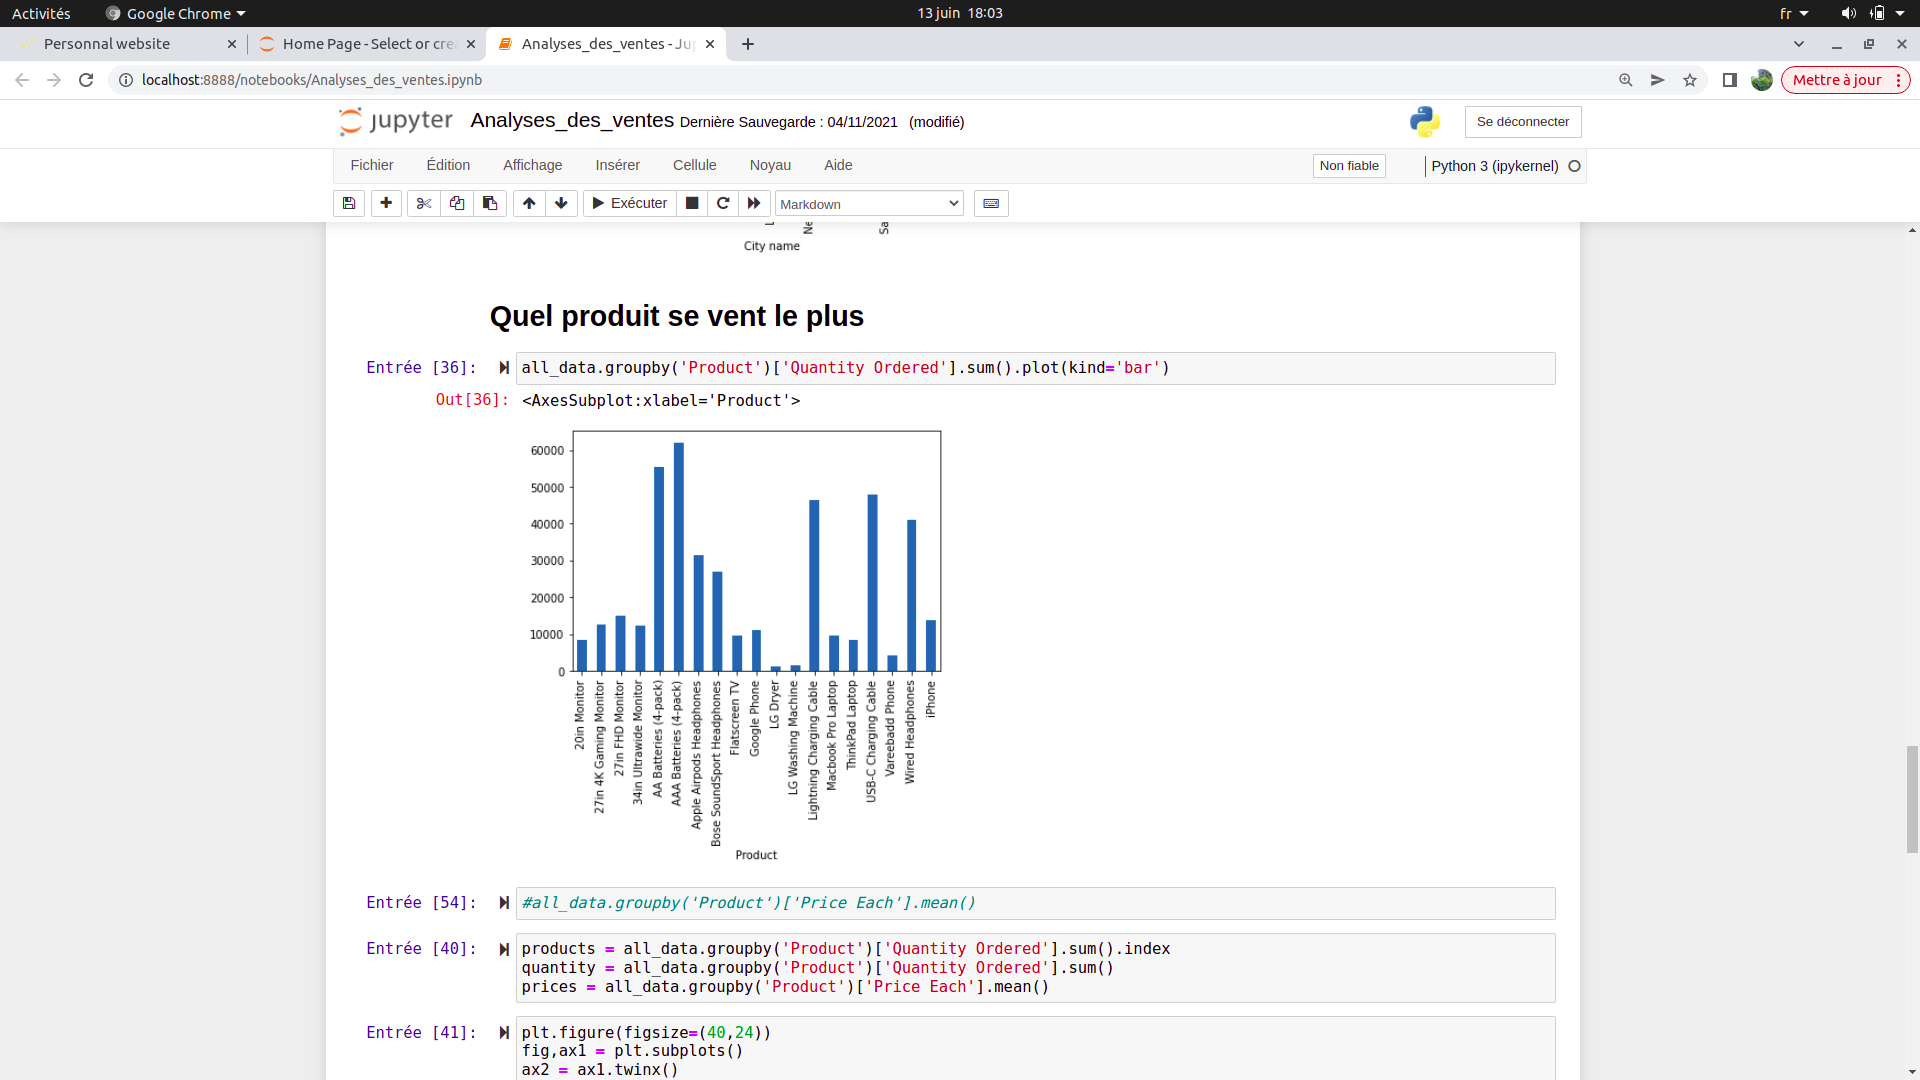 Activités
Google Chrome
13 juin 18:03
fr
Personnal website
Home Page - Select or crea
Analyses_des_ventes - Jup
localhost:8888/notebooks/Analyses_des_ventes.ipynb
Mettre à jour
jupyter
Analyses_des_ventes Dernière Sauvegarde : 04/11/2021 (modifié)
Se déconnecter
Fichier
Édition
Affichage
Insérer
Cellule
Noyau
Aide
Non fiable
Python 3 (ipykernel)
Exécuter
Markdown
Ne
Sa
City name
Quel produit se vent le plus
Entrée [36]:
all_data.groupby('Product')['Quantity Ordered'].sum().plot(kind='bar')
Out[36]:
<AxesSubplot:xlabel='Product'>
60000
50000
40000
30000
20000
10000
0
20in Monitor
27in 4K Gaming Monitor
27in FHD Monitor
34in Ultrawide Monitor
AA Batteries (4-pack)
AAA Batteries (4-pack)
Apple Airpods Headphones
Bose SoundSport Headphones
Flatscreen TV
Google Phone
LG Dryer
LG Washing Machine
Lightning Charging Cable
Macbook Pro Laptop
ThinkPad Laptop
USB-C Charging Cable
Vareebadd Phone
Wired Headphones
iPhone
Product
Entrée [54]:
#all_data.groupby('Product')['Price Each'].mean()
Entrée [40]:
products = all_data.groupby('Product')['Quantity Ordered'].sum().index
quantity = all_data.groupby('Product')['Quantity Ordered'].sum()
prices = all_data.groupby('Product')['Price Each'].mean()
Entrée [41]:
plt.figure(figsize=(40,24))
fig,ax1 = plt.subplots()
ax2 = ax1.twinx()